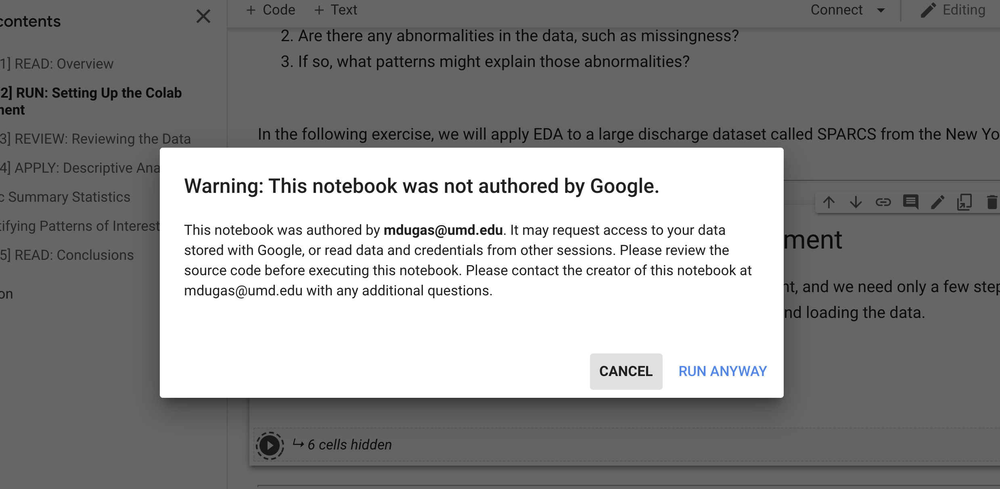 contents
1] READ: Overview
2] RUN: Setting Up the Colab
ment
3] REVIEW: Reviewing the Data
4] APPLY: Descriptive Ana
c Summary Statistics
tifying Patterns of Interest
5] READ: Conclusions
on
+ Code + Text
Connect
Editing
2. Are there any abnormalities in the data, such as missingness?
3. If so, what patterns might explain those abnormalities?
In the following exercise, we will apply EDA to a large discharge dataset called SPARCS from the New Yo
ment
nt, and we need only a few step
nd loading the data.
Warning: This notebook was not authored by Google.
This notebook was authored by mdugas@umd.edu. It may request access to your data
stored with Google, or read data and credentials from other sessions. Please review the
source code before executing this notebook. Please contact the creator of this notebook at
mdugas@umd.edu with any additional questions.
CANCEL
RUN ANYWAY
↳ 6 cells hidden